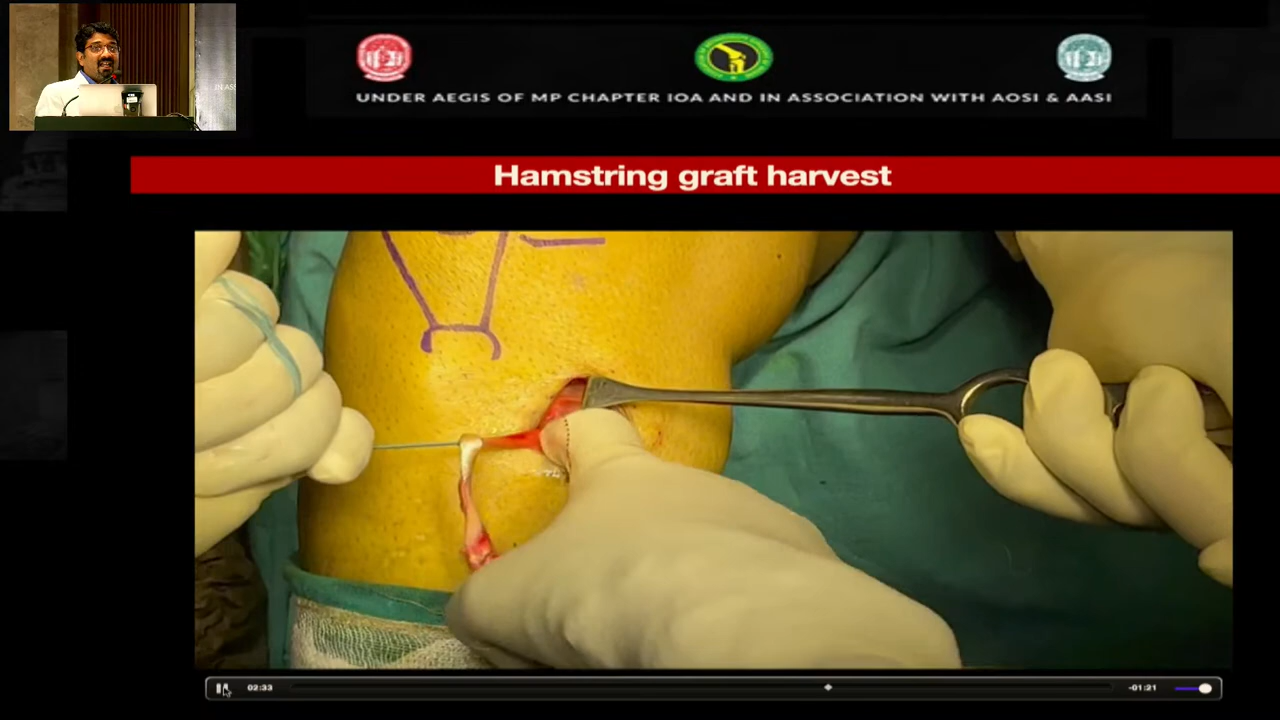 UNDER AEGIS OF MP CHAPTER IOA AND IN ASSOCIATION WITH AOSI & AASI
Hamstring graft harvest
02:33
-01:21